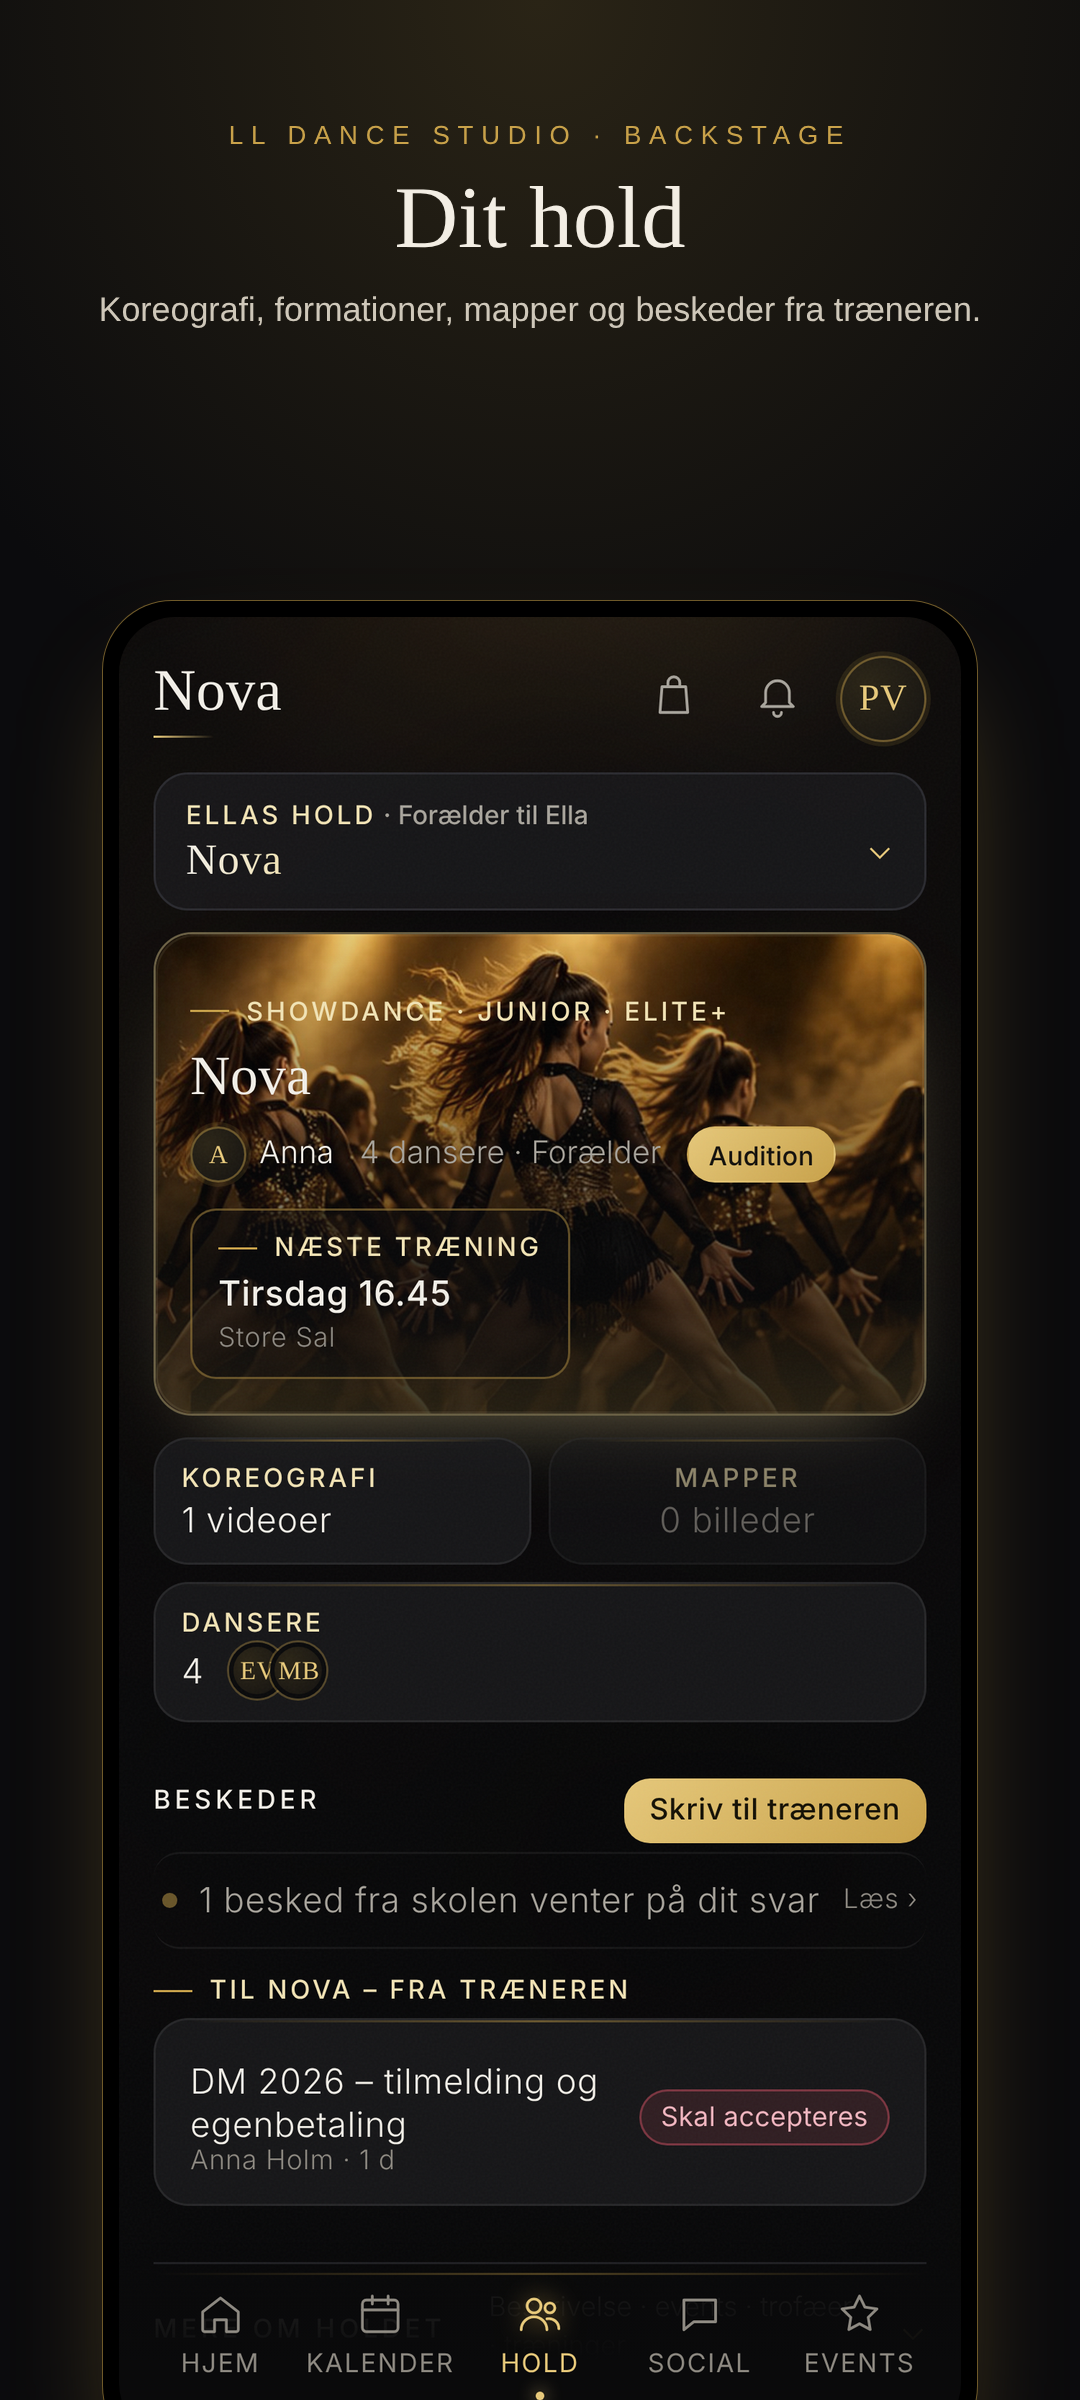 LL DANCE STUDIO · BACKSTAGE
Dit hold
Koreografi, formationer, mapper og beskeder fra træneren.
Nova
PV
ELLAS HOLD · Forælder til Ella
Nova
SHOWDANCE · JUNIOR · ELITE+
Nova
A Anna 4 dansere · Forælder Audition
NÆSTE TRÆNING
Tirsdag 16.45
Store Sal
KOREOGRAFI
1 videoer
MAPPER
0 billeder
DANSERE
4 EV MB
BESKEDER
Skriv til træneren
1 besked fra skolen venter på dit svar Læs ›
TIL NOVA – FRA TRÆNEREN
DM 2026 – tilmelding og
egenbetaling
Skal accepteres
Anna Holm · 1 d
OM
events
HJEM KALENDER HOLD SOCIAL EVENTS